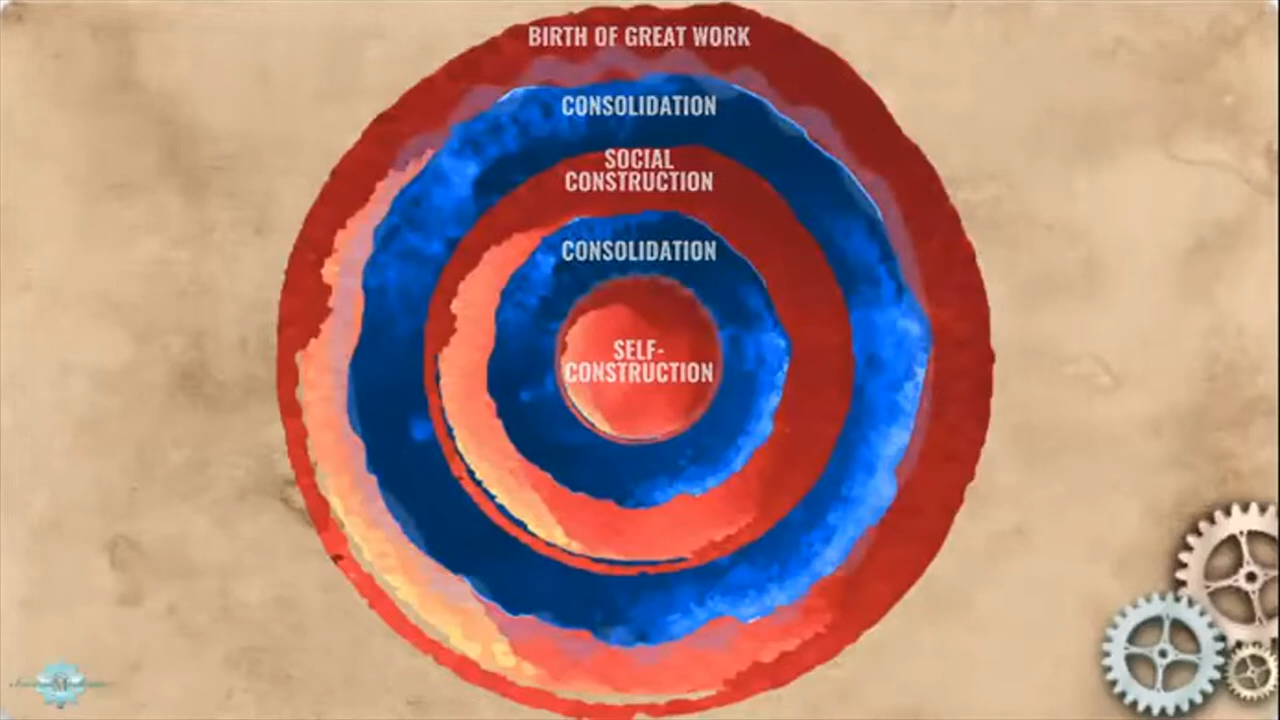 BIRTH OF GREAT WORK
CONSOLIDATION
SOCIAL
CONSTRUCTION
CONSOLIDATION
SELF-
CONSTRUCTION